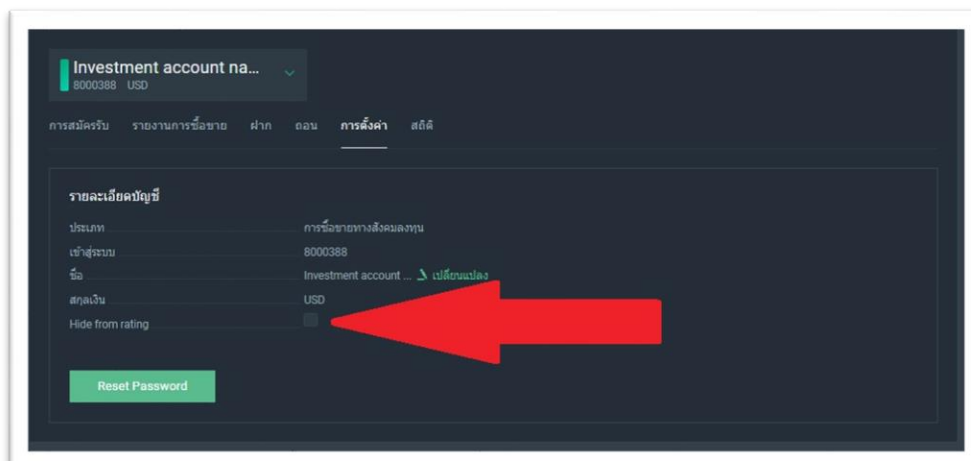 Investment account na...
8000388 USD
การสมัครรับ รายงานการซื้อขาย ฝาก ถอน การตั้งค่า สถิติ
รายละเอียดบัญชี
ประเภท การซื้อขายทางสังคมลงทุน
เข้าสู่ระบบ 8000388
ชื่อ Investment account ... เปลี่ยนแปลง
สกุลเงิน USD
Hide from rating
Reset Password